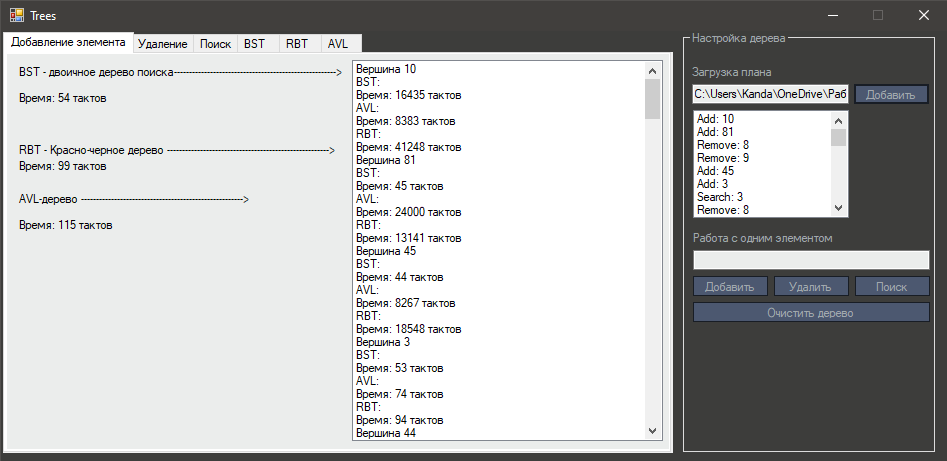 Trees
Добавление элемента
Удаление
Поиск
BST
RBT
AVL
BST - двоичное дерево поиска------------------------------------------------------>
Время: 54 тактов
RBT - Красно-черное дерево ------------------------------------------------------>
Время: 99 тактов
AVL-дерево ------------------------------------------------------>
Время: 115 тактов
Вершина 10
BST:
Время: 16435 тактов
AVL:
Время: 8383 тактов
RBT:
Время: 41248 тактов
Вершина 81
BST:
Время: 45 тактов
AVL:
Время: 24000 тактов
RBT:
Время: 13141 тактов
Вершина 45
BST:
Время: 44 тактов
AVL:
Время: 8267 тактов
RBT:
Время: 18548 тактов
Вершина 3
BST:
Время: 53 тактов
AVL:
Время: 74 тактов
RBT:
Время: 94 тактов
Вершина 44
Настройка дерева
Загрузка плана
C:\Users\Kanda\OneDrive\Раб
Добавить
Add: 10
Add: 81
Remove: 8
Remove: 9
Add: 45
Add: 3
Search: 3
Remove: 8
Работа с одним элементом
Добавить
Удалить
Поиск
Очистить дерево